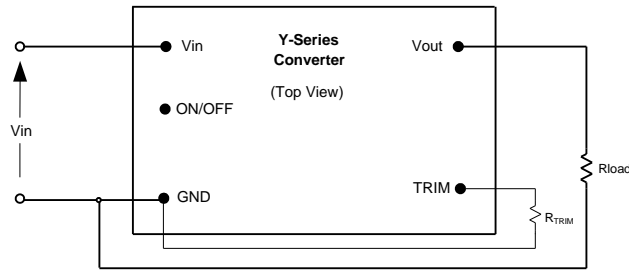 Y-Series
Converter
(Top View)
Vin
Vout
ON/OFF
Vin
Rload
GND
TRIM
RTRIM